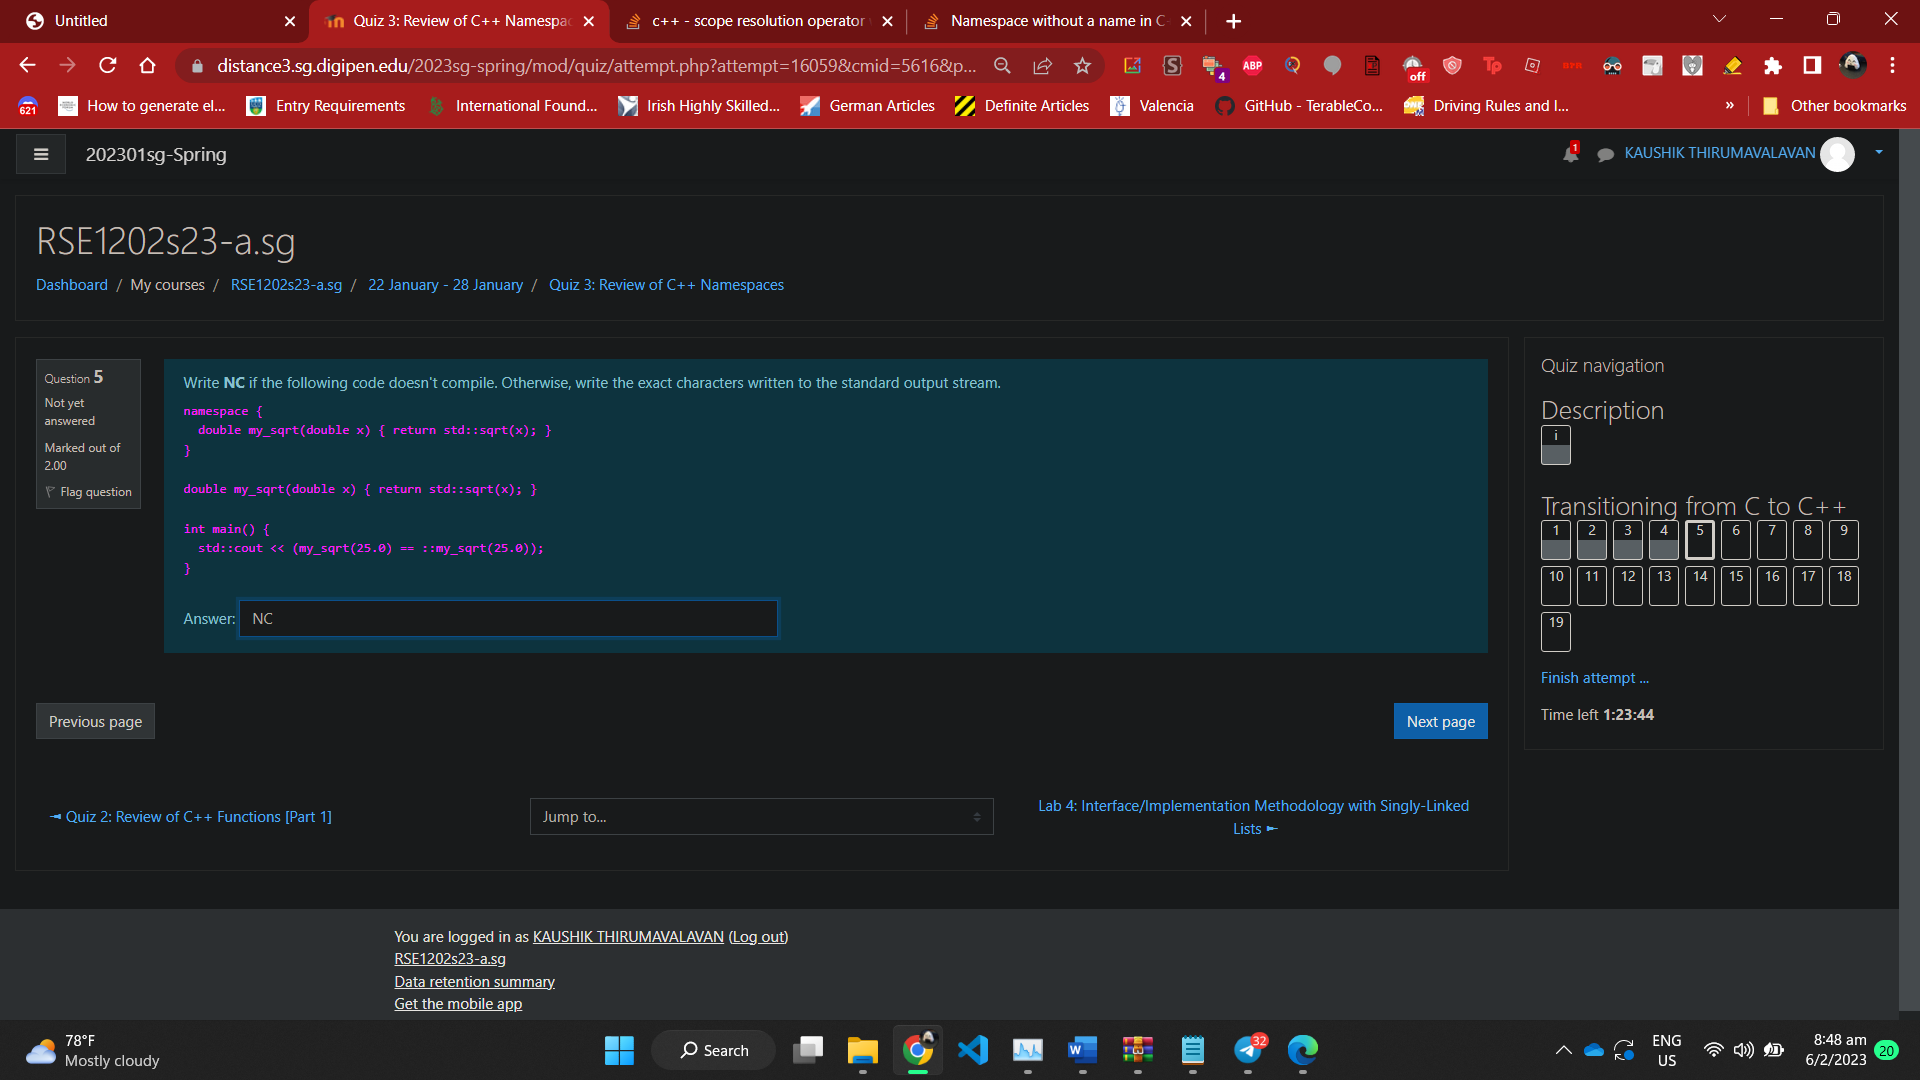 Untitled
Quiz 3: Review of C++ Namespac
c++ - scope resolution operator
Namespace without a name in C
distance3.sg.digipen.edu/2023sg-spring/mod/quiz/attempt.php?attempt=16059&cmid=5616&p...
4
ABP
off
Tp
621
How to generate el...
Entry Requirements
International Found...
Irish Highly Skilled...
German Articles
Definite Articles
Valencia
GitHub - TerableCo...
Driving Rules and I...
»
Other bookmarks
202301sg-Spring
1
KAUSHIK THIRUMAVALAVAN
RSE1202s23-a.sg
Dashboard / My courses / RSE1202s23-a.sg / 22 January - 28 January / Quiz 3: Review of C++ Namespaces
Question 5
Not yet
answered
Marked out of
2.00
Flag question
Write NC if the following code doesn't compile. Otherwise, write the exact characters written to the standard output stream.
namespace {
double my_sqrt(double x) { return std::sqrt(x); }
}
double my_sqrt(double x) { return std::sqrt(x); }
int main() {
std::cout << (my_sqrt(25.0) == ::my_sqrt(25.0));
}
Answer: NC
Previous page
Next page
◄ Quiz 2: Review of C++ Functions [Part 1]
Jump to...
Lab 4: Interface/Implementation Methodology with Singly-Linked
Lists ►
Quiz navigation
Description
i
Transitioning from C to C++
1 2 3 4 5 6 7 8 9
10 11 12 13 14 15 16 17 18
19
Finish attempt ...
Time left 1:23:44
You are logged in as KAUSHIK THIRUMAVALAVAN (Log out)
RSE1202s23-a.sg
Data retention summary
Get the mobile app
78°F
Mostly cloudy
Search
32
ENG
US
8:48 am
6/2/2023
20